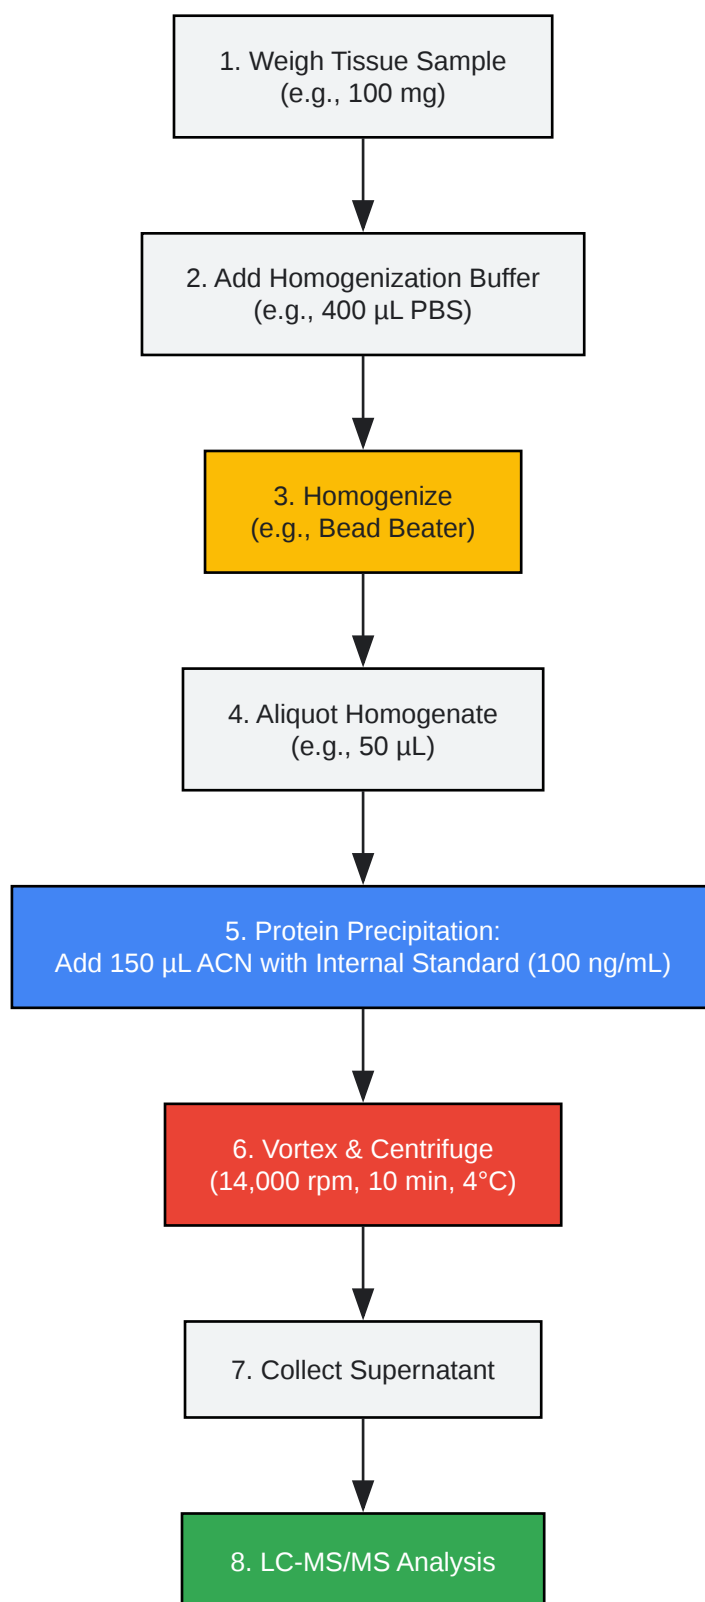 1. Weigh Tissue Sample
(e.g., 100 mg)
2. Add Homogenization Buffer
(e.g., 400 µL PBS)
3. Homogenize
(e.g., Bead Beater)
4. Aliquot Homogenate
(e.g., 50 µL)
5. Protein Precipitation:
Add 150 µL ACN with Internal Standard (100 ng/mL)
6. Vortex & Centrifuge
(14,000 rpm, 10 min, 4°C)
7. Collect Supernatant
8. LC-MS/MS Analysis